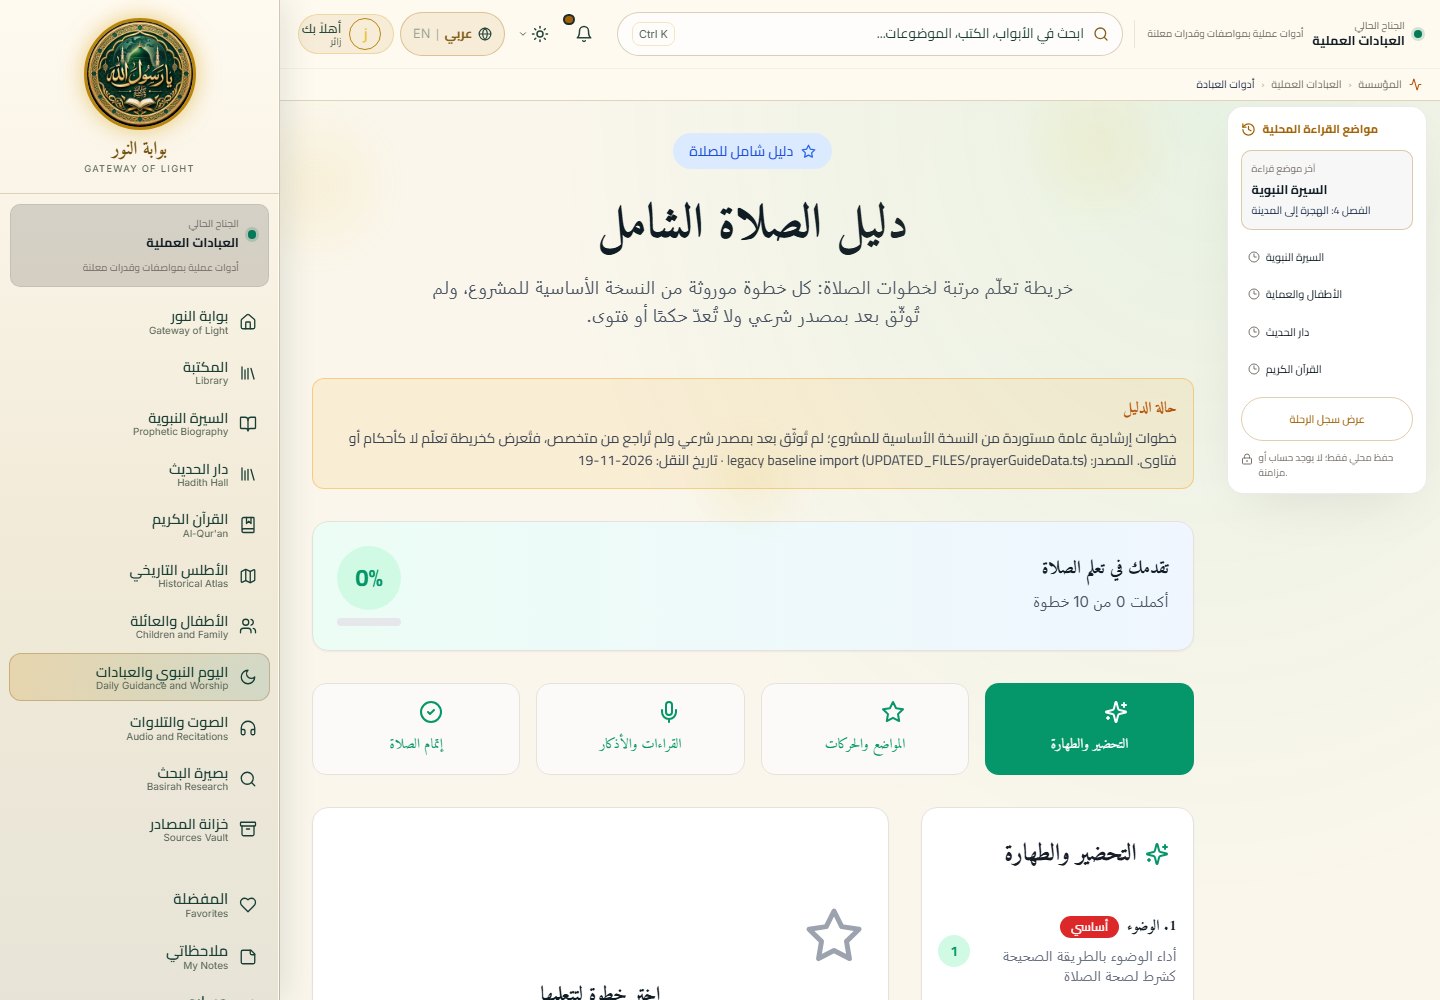 الجناح الحالي
العبادات العملية
أدوات عملية بمواصفات وقدرات معلنة
ابحث في الأبواب، الكتب، الموضوعات...
Ctrl K
عربي | EN
أهلاً بك
زائر
ز
المؤسسة › العبادات العملية › أدوات العبادة
يا رسول الله
بوابة النور
GATEWAY OF LIGHT
الجناح الحالي
العبادات العملية
أدوات عملية بمواصفات وقدرات معلنة
بوابة النور
Gateway of Light
المكتبة
Library
السيرة النبوية
Prophetic Biography
دار الحديث
Hadith Hall
القرآن الكريم
Al-Qur'an
الأطلس التاريخي
Historical Atlas
الأطفال والعائلة
Children and Family
اليوم النبوي والعبادات
Daily Guidance and Worship
الصوت والتلاوات
Audio and Recitations
بصيرة البحث
Basirah Research
خزانة المصادر
Sources Vault
المفضلة
Favorites
ملاحظاتي
My Notes
مواضع القراءة المحلية
آخر موضع قراءة
السيرة النبوية
الفصل 4: الهجرة إلى المدينة
السيرة النبوية
الأطفال والعماية
دار الحديث
القرآن الكريم
عرض سجل الرحلة
حفظ محلي فقط؛ لا يوجد حساب أو
مزامنة.
دليل شامل للصلاة
دليل الصلاة الشامل
خريطة تعلّم مرتبة لخطوات الصلاة: كل خطوة موروثة من النسخة الأساسية للمشروع، ولم
تُوثّق بعد بمصدر شرعي ولا تُعدّ حكمًا أو فتوى.
حالة الدليل
خطوات إرشادية عامة مستوردة من النسخة الأساسية للمشروع؛ لم تُوثّق بعد بمصدر شرعي ولم تُراجع من متخصص، فتُعرض كخريطة تعلّم لا كأحكام أو
فتاوى. المصدر: legacy baseline import (UPDATED_FILES/prayerGuideData.ts) · تاريخ النقل: 2026-11-19
تقدمك في تعلم الصلاة
أكملت 0 من 10 خطوة
0%
التحضير والطهارة
المواضع والحركات
القراءات والأذكار
إتمام الصلاة
التحضير والطهارة
1. الوضوء أساسي
أداء الوضوء بالطريقة الصحيحة
كشرط لصحة الصلاة
1
اختر خطوة لتتعلمها